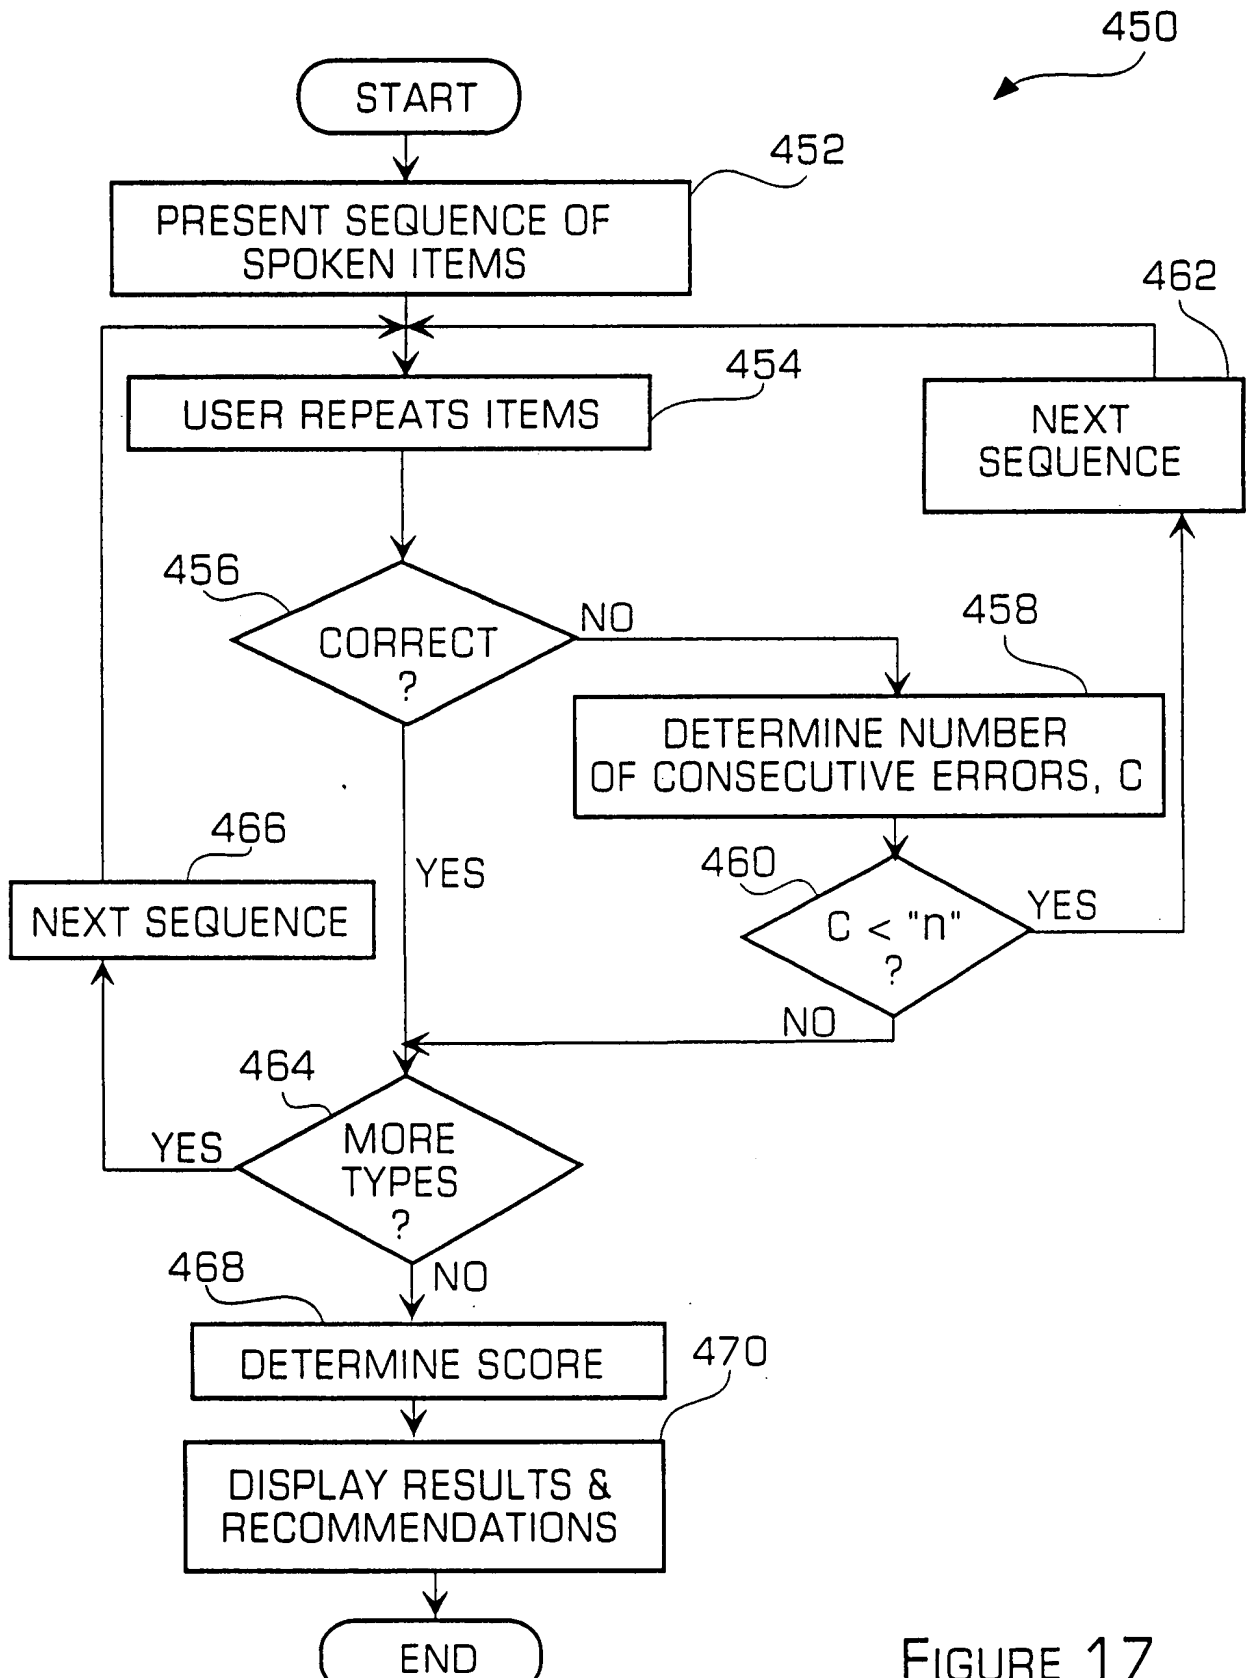 450
START
452
PRESENT SEQUENCE OF
SPOKEN ITEMS
462
454
USER REPEATS ITEMS
NEXT
SEQUENCE
456
CORRECT
?
NO
458
DETERMINE NUMBER
OF CONSECUTIVE ERRORS, C
466
NEXT SEQUENCE
YES
460
C < "n"
?
YES
NO
464
MORE
TYPES
?
YES
NO
468
DETERMINE SCORE
470
DISPLAY RESULTS &
RECOMMENDATIONS
END
FIGURE 17